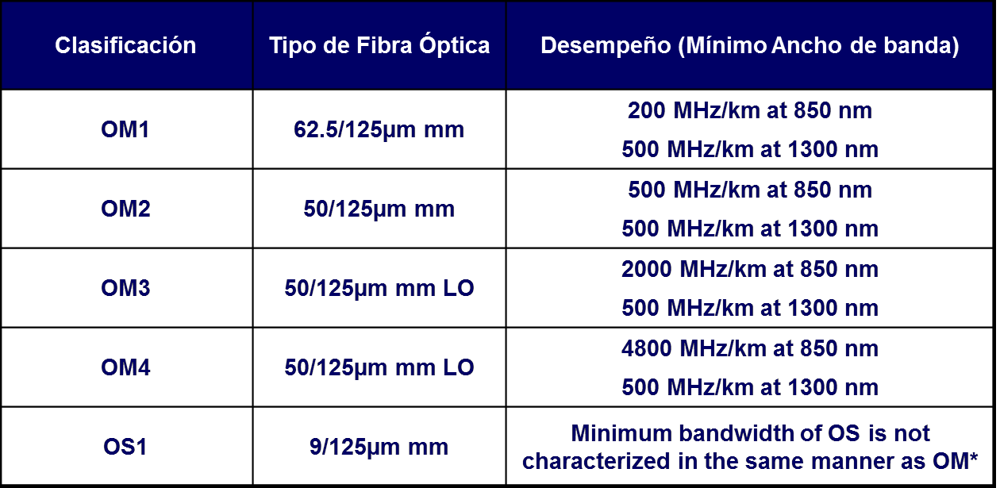 Clasificación
Tipo de Fibra Óptica
Desempeño (Mínimo Ancho de banda)
OM1
62.5/125µm mm
200 MHz/km at 850 nm
500 MHz/km at 1300 nm
OM2
50/125µm mm
500 MHz/km at 850 nm
500 MHz/km at 1300 nm
OM3
50/125µm mm LO
2000 MHz/km at 850 nm
500 MHz/km at 1300 nm
OM4
50/125µm mm LO
4800 MHz/km at 850 nm
500 MHz/km at 1300 nm
OS1
9/125µm mm
Minimum bandwidth of OS is not
characterized in the same manner as OM*